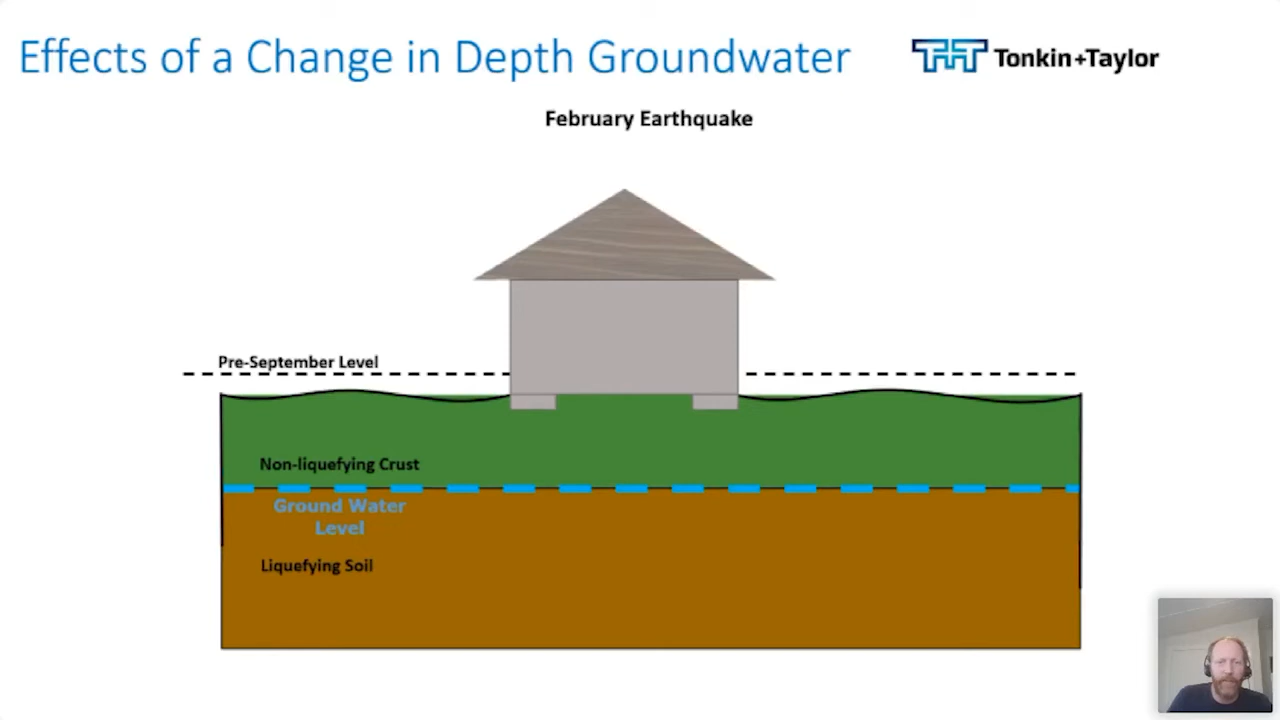 Effects of a Change in Depth Groundwater
Tonkin+Taylor
February Earthquake
Pre-September Level
Non-liquefying Crust
Ground Water
Level
Liquefying Soil